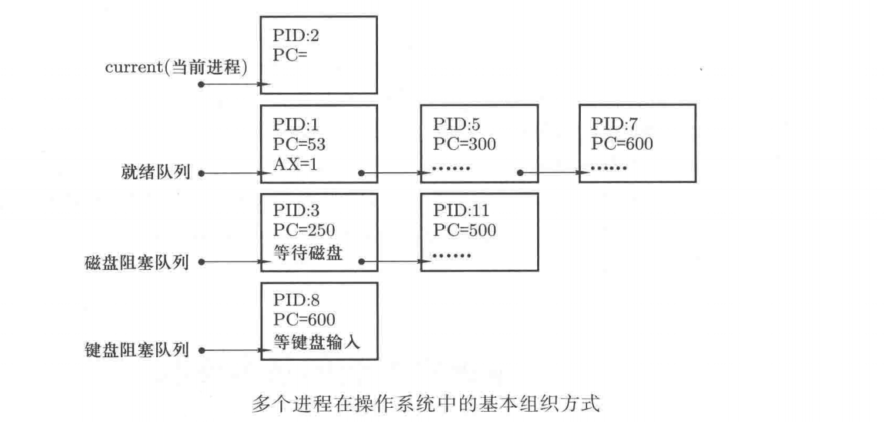 PID:2
PC=
current(当前进程)
PID:1
PC=53
AX=1
PID:5
PC=300
······
PID:7
PC=600
······
就绪队列
PID:3
PC=250
等待磁盘
PID:11
PC=500
······
磁盘阻塞队列
PID:8
PC=600
等键盘输入
键盘阻塞队列
多个进程在操作系统中的基本组织方式